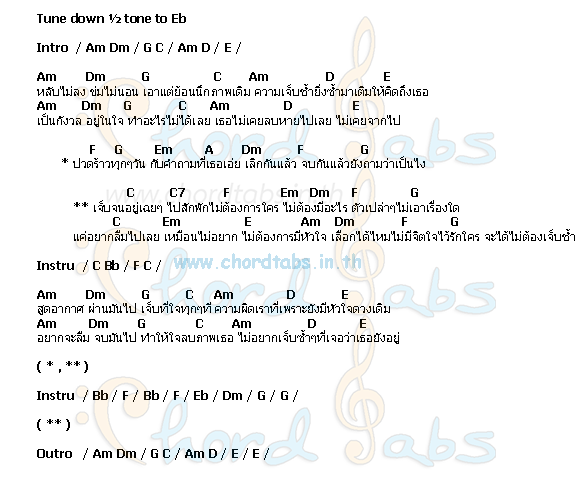 Tune down ½ tone to Eb
Intro / Am Dm / G C / Am D / E /
Am Dm G C Am D E
หลับไม่ลง ข่มไม่นอน เอาแต่ย้อนนึกภาพเดิม ความเจ็บซ้ำยิ่งซ้ำมาเติมให้คิดถึงเธอ
Am Dm G C Am D E
เป็นกังวล อยู่ในใจ ทำอะไรไม่ได้เลย เธอไม่เคยลบหายไปเลย ไม่เคยจากไป
F G Em A Dm F G
* ปวดร้าวทุกๆวัน กับคำถามที่เธอเอ่ย เลิกกันแล้ว จบกันแล้วยังถามว่าเป็นไง
C C7 F Em Dm F G
** เจ็บจนอยู่เฉยๆ ไปสักพักไม่ต้องการใคร ไม่ต้องมีอะไร ตัวเปล่าๆไม่เอาเรื่องใด
C Em E Am Dm F G
แค่อยากลืมไปเลย เหมือนไม่อยาก ไม่ต้องการมีหัวใจ เลือกได้ไหมไม่มีจิตใจไว้รักใคร จะได้ไม่ต้องเจ็บช้ำ
Instru / C Bb / F C /
www.chordtabs.in.th
Am Dm G C Am D E
สูดอากาศ ผ่านมันไป เจ็บที่ใจทุกๆที ความผิดเราที่เพราะยังมีหัวใจดวงเดิม
Am Dm G C Am D E
อยากจะลืม จบมันไป ทำให้ใจลบภาพเธอ ไม่อยากเจ็บซ้ำๆที่เจอว่าเธอยังอยู่
( * , ** )
Instru / Bb / F / Bb / F / Eb / Dm / G / G /
( ** )
Outro / Am Dm / G C / Am D / E / E /